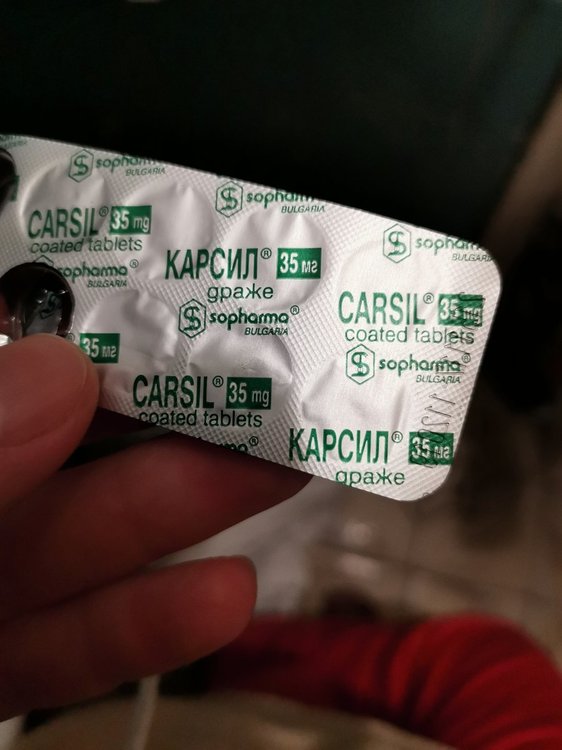 sopharma
BULGARIA
sopharma
BULGARIA
sopharma
BULGARIA
CARSIL® 35 mg
coated tablets
КАРСИЛ® 35 мг
драже
CARSIL® 35 mg
coated tablets
sopharma®
BULGARIA
sopharma®
BULGARIA
sopharma®
BULGARIA
35 мг
CARSIL® 35 mg
coated tablets
КАРСИЛ® 35 мг
драже